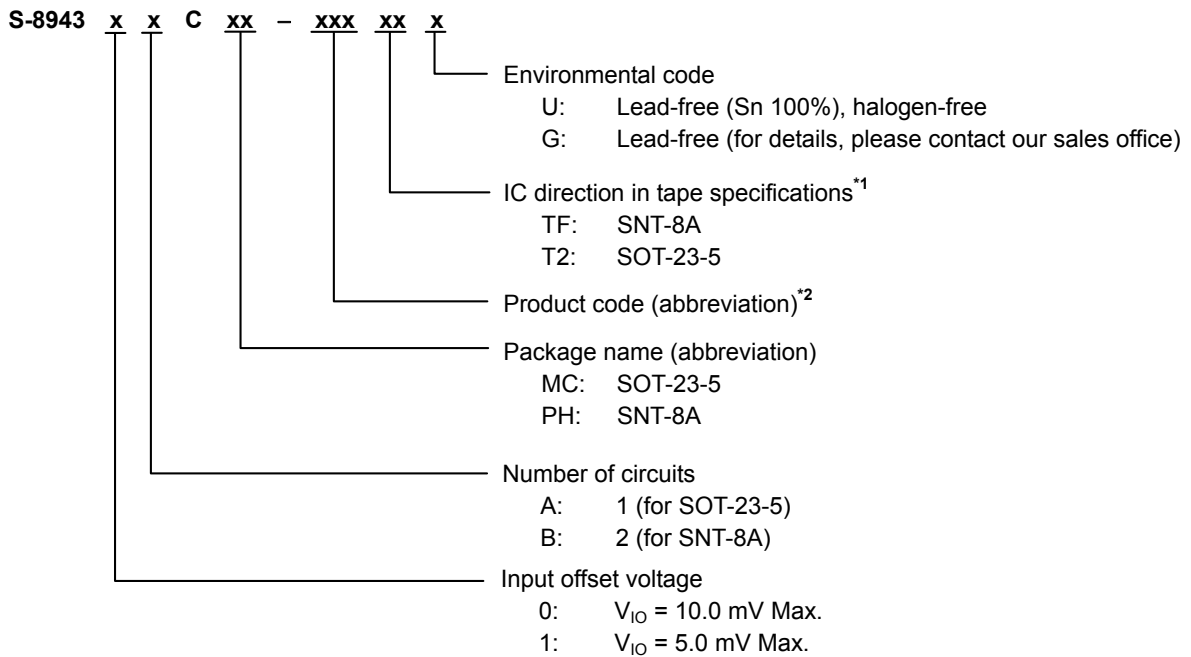 S-8943 x x C xx – xxx xx x
Environmental code
U: Lead-free (Sn 100%), halogen-free
G: Lead-free (for details, please contact our sales office)
IC direction in tape specifications*1
TF: SNT-8A
T2: SOT-23-5
Product code (abbreviation)*2
Package name (abbreviation)
MC: SOT-23-5
PH: SNT-8A
Number of circuits
A: 1 (for SOT-23-5)
B: 2 (for SNT-8A)
Input offset voltage
0: VIO = 10.0 mV Max.
1: VIO = 5.0 mV Max.